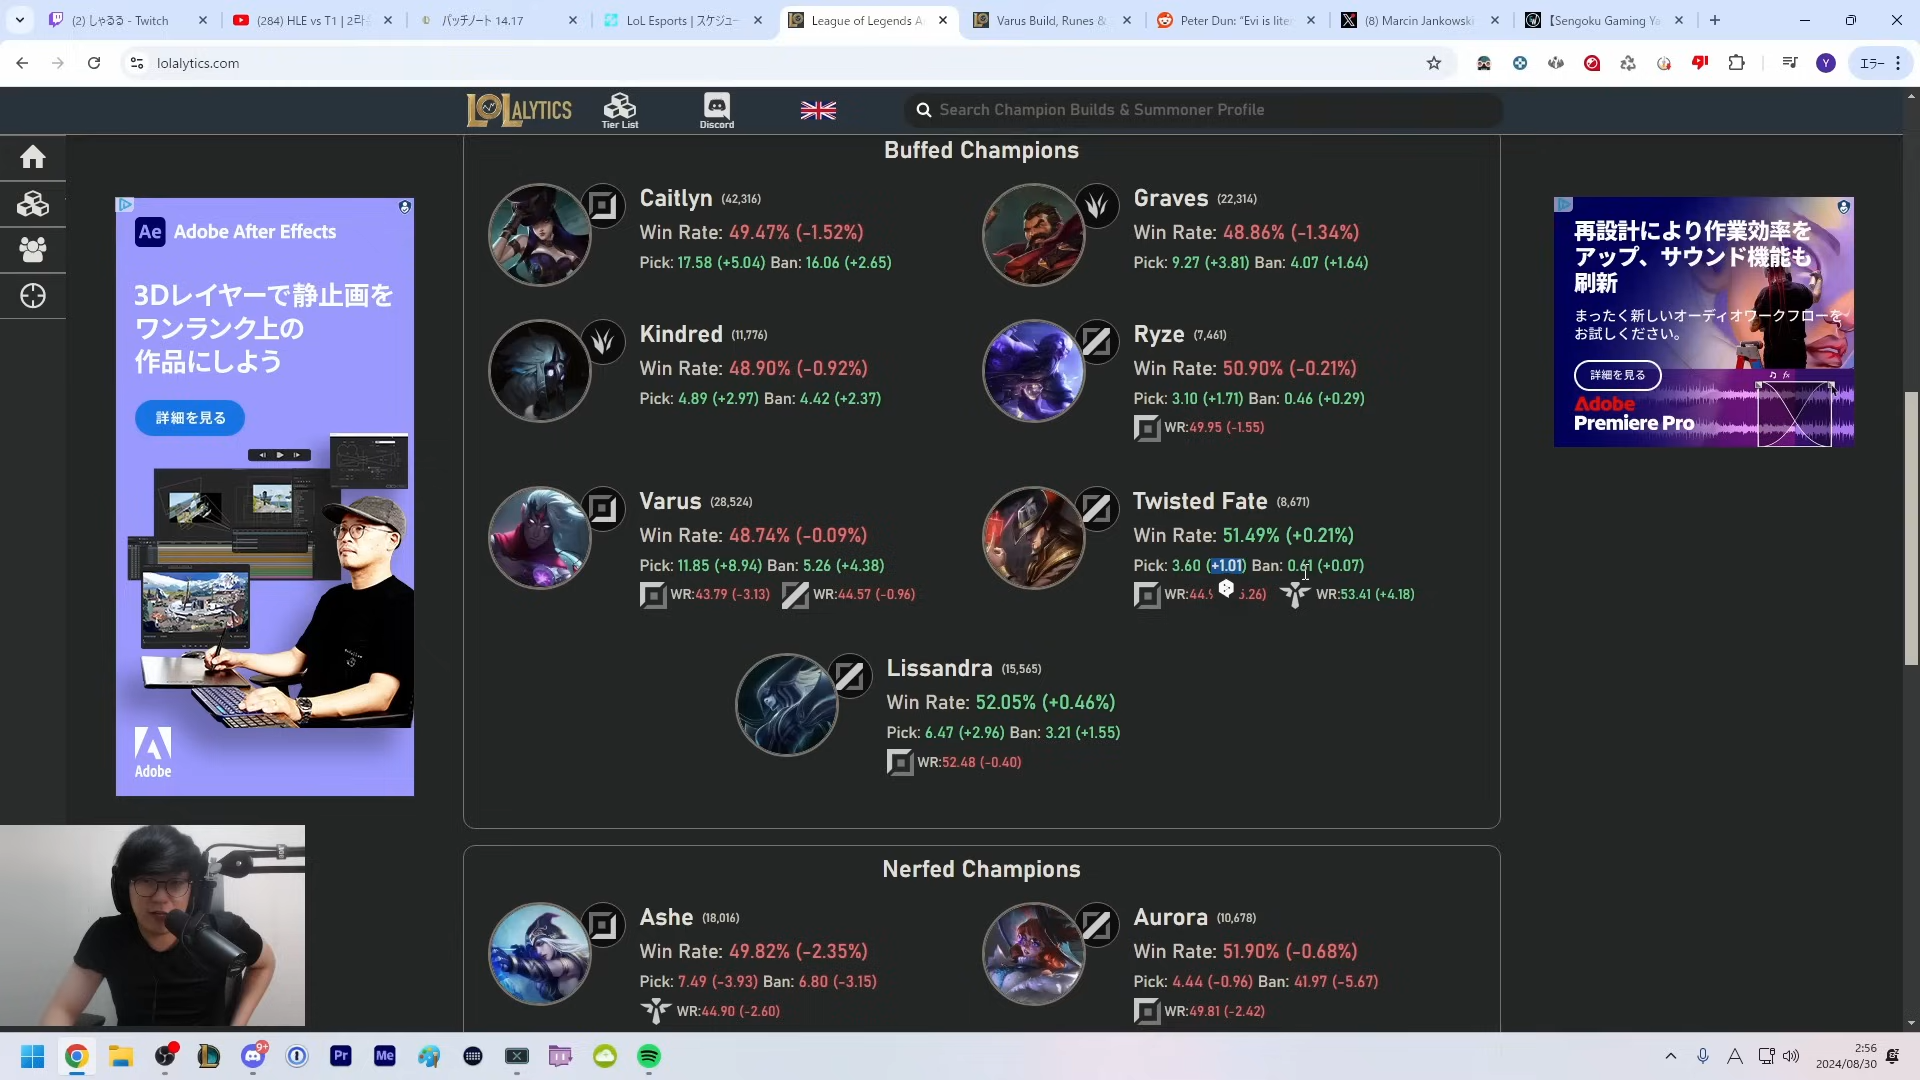 (2) しゃるる - Twitch
(284) HLE vs T1 | 2라
パッチノート 14.17
LoL Esports | スケジュー
League of Legends A
Varus Build, Runes &
Peter Dun: "Evi is lite
(8) Marcin Jankowski
【Sengoku Gaming Ya
lolalytics.com
エラー
LOLALYTICS
Tier List
Discord
Search Champion Builds & Summoner Profile
Buffed Champions
Caitlyn (42,316)
Win Rate: 49.47% (-1.52%)
Pick: 17.58 (+5.04) Ban: 16.06 (+2.65)
Graves (22,314)
Win Rate: 48.86% (-1.34%)
Pick: 9.27 (+3.81) Ban: 4.07 (+1.64)
Kindred (11,776)
Win Rate: 48.90% (-0.92%)
Pick: 4.89 (+2.97) Ban: 4.42 (+2.37)
Ryze (7,461)
Win Rate: 50.90% (-0.21%)
Pick: 3.10 (+1.71) Ban: 0.46 (+0.29)
WR:49.95 (-1.55)
Varus (28,524)
Win Rate: 48.74% (-0.09%)
Pick: 11.85 (+8.94) Ban: 5.26 (+4.38)
WR:43.79 (-3.13) WR:44.57 (-0.96)
Twisted Fate (8,671)
Win Rate: 51.49% (+0.21%)
Pick: 3.60 (+1.01) Ban: 0.61 (+0.07)
WR:44. 5.26) WR:53.41 (+4.18)
Lissandra (15,565)
Win Rate: 52.05% (+0.46%)
Pick: 6.47 (+2.96) Ban: 3.21 (+1.55)
WR:52.48 (-0.40)
Nerfed Champions
Ashe (18,016)
Win Rate: 49.82% (-2.35%)
Pick: 7.49 (-3.93) Ban: 6.80 (-3.15)
WR:44.90 (-2.60)
Aurora (10,678)
Win Rate: 51.90% (-0.68%)
Pick: 4.44 (-0.96) Ban: 41.97 (-5.67)
WR:49.81 (-2.42)
Ae Adobe After Effects
3Dレイヤーで静止画を
ワンランク上の
作品にしよう
詳細を見る
Adobe
再設計により作業効率を
アップ、サウンド機能も
刷新
まったく新しいオーディオワークフローを
お試しください。
詳細を見る
Adobe
Premiere Pro
9+
Pr
Me
A
2:56
2024/08/30